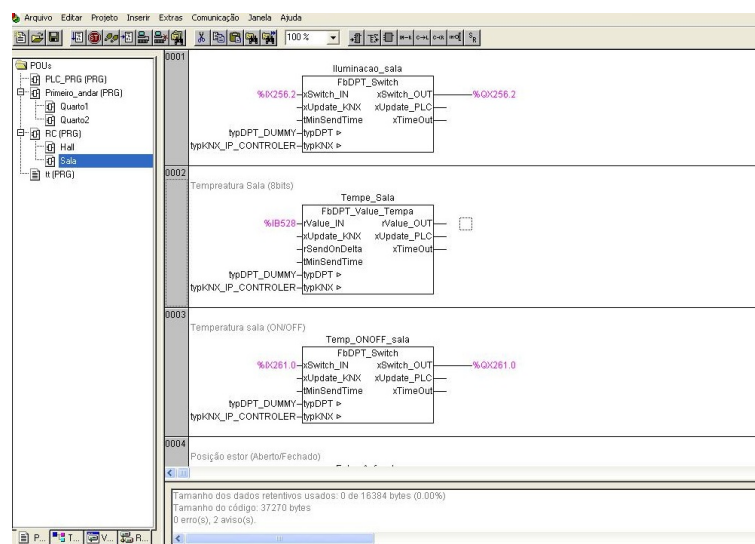 Arquivo Editar Projeto Inserir Extras Comunicação Janela Ajuda
100 %
POUs
PLC_PRG (PRG)
Primeiro_andar (PRG)
Quarto1
Quarto2
RC (PRG)
Hall
Sala
tt (PRG)
P... T... V... R...
0001
Iluminacao_sala
FbDPT_Switch
%IX256.2 xSwitch_IN xSwitch_OUT %QX256.2
xUpdate_KNX xUpdate_PLC
tMinSendTime xTimeOut
typDPT_DUMMY typDPT
typKNX_IP_CONTROLER typKNX
0002
Tempreatura Sala (8bits)
Tempe_Sala
FbDPT_Value_Tempa
%IB528 rValue_IN rValue_OUT
xUpdate_KNX xUpdate_PLC
rSendOnDelta xTimeOut
tMinSendTime
typDPT_DUMMY typDPT
typKNX_IP_CONTROLER typKNX
0003
Temperatura sala (ON/OFF)
Temp_ONOFF_sala
FbDPT_Switch
%IX261.0 xSwitch_IN xSwitch_OUT %QX261.0
xUpdate_KNX xUpdate_PLC
tMinSendTime xTimeOut
typDPT_DUMMY typDPT
typKNX_IP_CONTROLER typKNX
0004
Posição estor (Aberto/Fechado)
Tamanho dos dados retentivos usados: 0 de 16384 bytes (0.00%)
Tamanho do código: 37270 bytes
0 erro(s), 2 aviso(s).